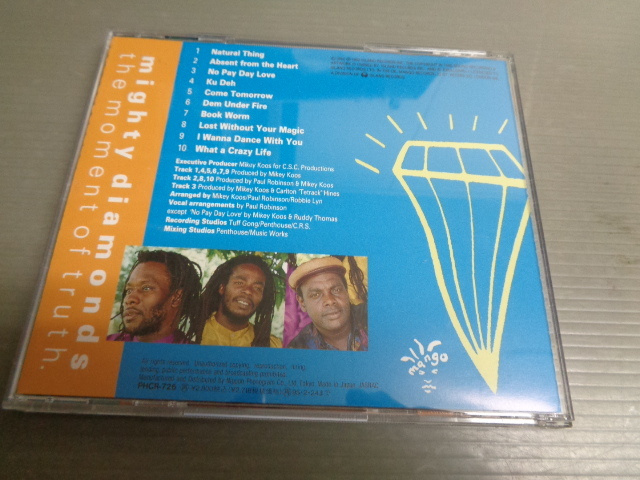 mighty diamonds
the moment of truth.
1 Natural Thing
2 Absent from the Heart
3 No Pay Day Love
4 Ku Deh
5 Come Tomorrow
6 Dem Under Fire
7 Book Worm
8 Lost Without Your Magic
9 I Wanna Dance With You
10 What a Crazy Life
Executive Producer Mikey Koos for C.S.C. Productions
Track 1,4,5,6,7,9 Produced by Mikey Koos
Track 2,8,10 Produced by Paul Robinson & Mikey Koos
Track 3 Produced by Mikey Koos & Carlton 'Tetrack' Hines
Arranged by Mikey Koos/Paul Robinson/Robbie Lyn
Vocal arrangements by Paul Robinson
except 'No Pay Day Love' by Mikey Koos & Ruddy Thomas
Recording Studios Tuff Gong/Penthouse/C.R.S.
Mixing Studios Penthouse/Music Works
mango
PHCR-726